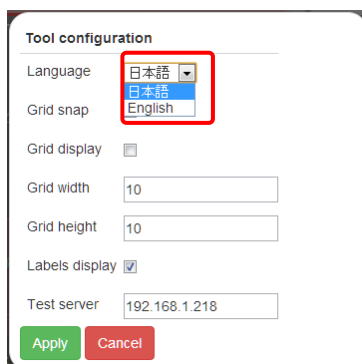 Tool configuration
Language 日本語
日本語
English
Grid snap
Grid display
Grid width 10
Grid height 10
Labels display
Test server 192.168.1.218
Apply Cancel